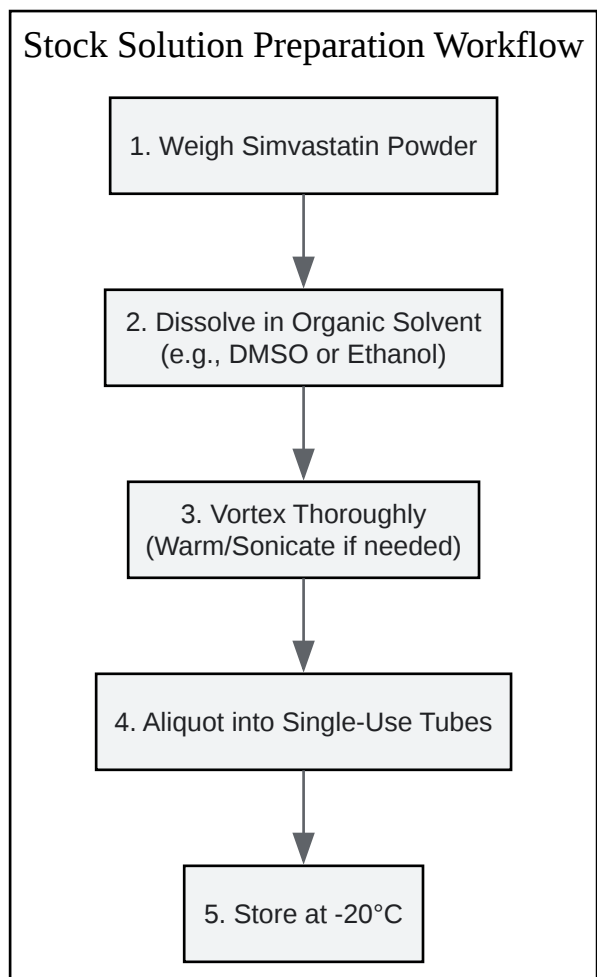 Stock Solution Preparation Workflow
1. Weigh Simvastatin Powder
2. Dissolve in Organic Solvent
(e.g., DMSO or Ethanol)
3. Vortex Thoroughly
(Warm/Sonicate if needed)
4. Aliquot into Single-Use Tubes
5. Store at -20°C